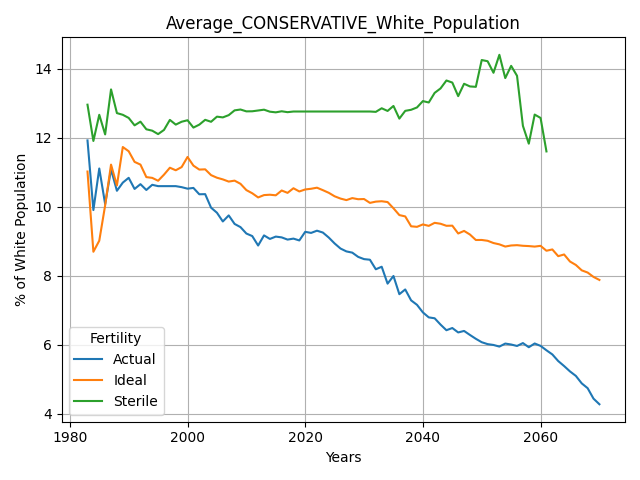 Average_CONSERVATIVE_White_Population
% of White Population
14
12
10
8
6
4
Fertility
Actual
Ideal
Sterile
1980
2000
2020
2040
2060
Years